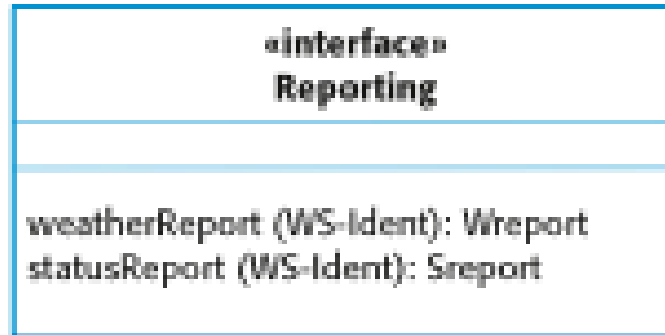 «interface»
Reporting
weatherReport (WS-Ident): Wreport
statusReport (WS-Ident): Sreport